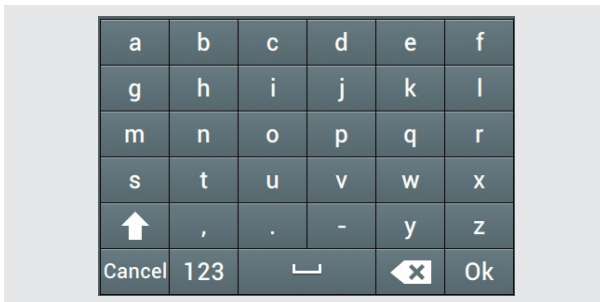 a b c d e f
g h i j k l
m n o p q r
s t u v w x
, . - y z
Cancel 123 Ok